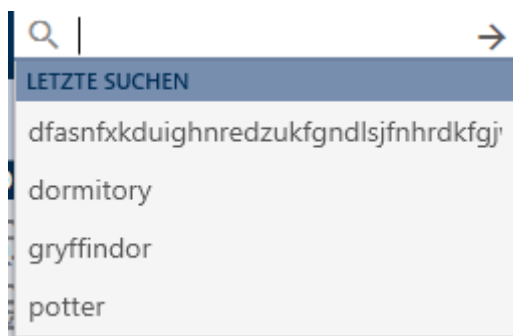 LETZTE SUCHEN
dfasnfxkduighnredzukfgndlsjfnhrdkfgj
dormitory
gryffindor
potter